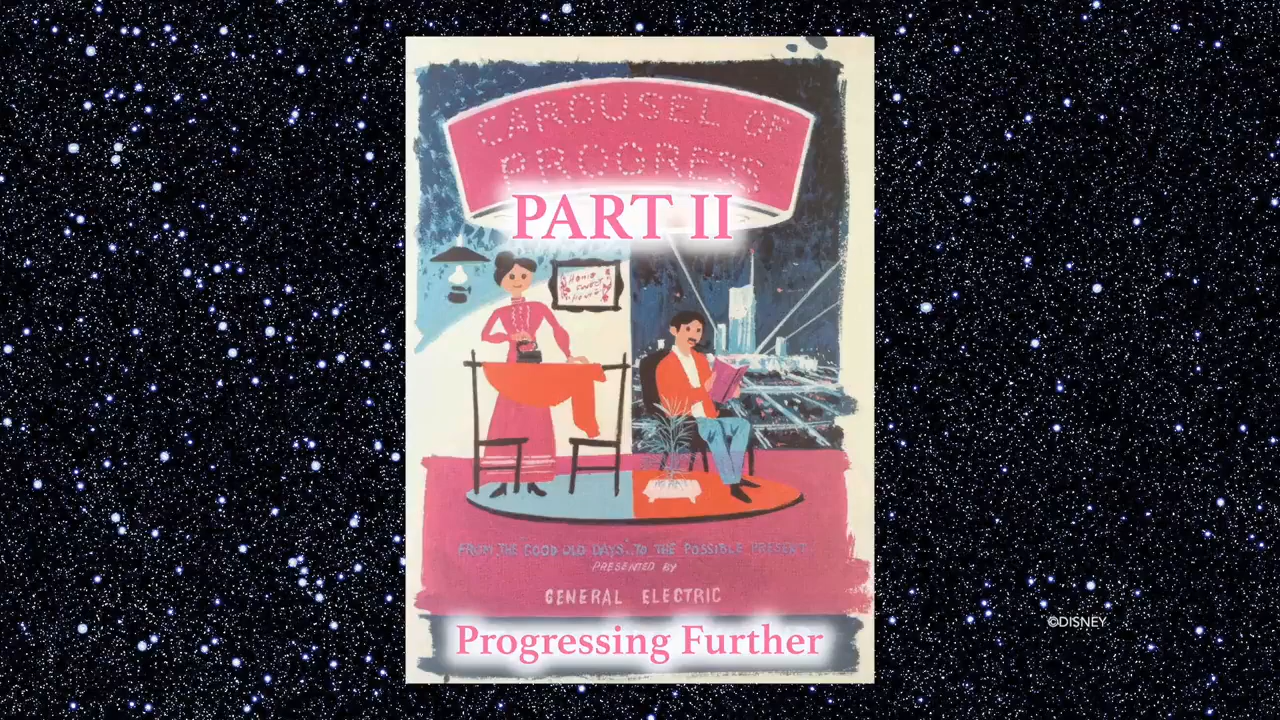 CAROUSEL OF
PROGRESS
PART II
Home
Sweet
Home
FROM THE GOOD OLD DAYS..TO THE POSSIBLE PRESENT.
PRESENTED BY
GENERAL ELECTRIC
Progressing Further
©DISNEY